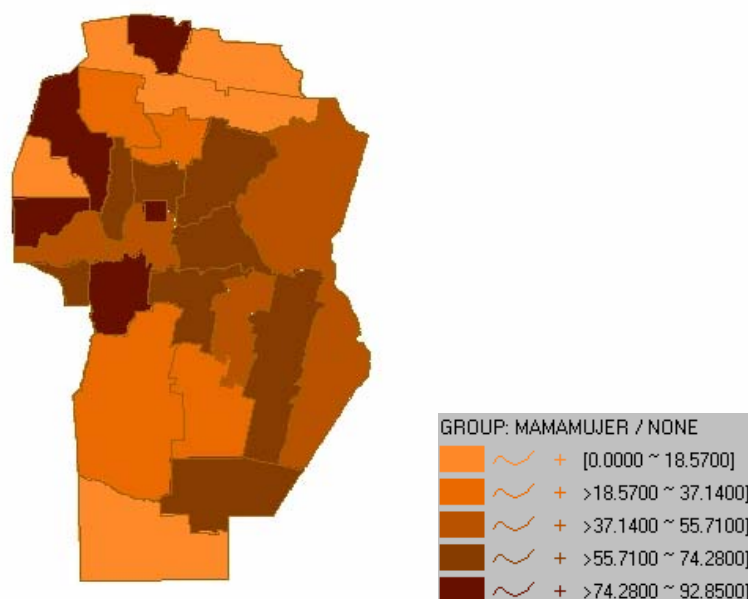 GROUP: MAMAMUJER / NONE
[0.0000 ~ 18.5700]
>18.5700 ~ 37.1400]
>37.1400 ~ 55.7100]
>55.7100 ~ 74.2800]
>74.2800 ~ 92.8500]